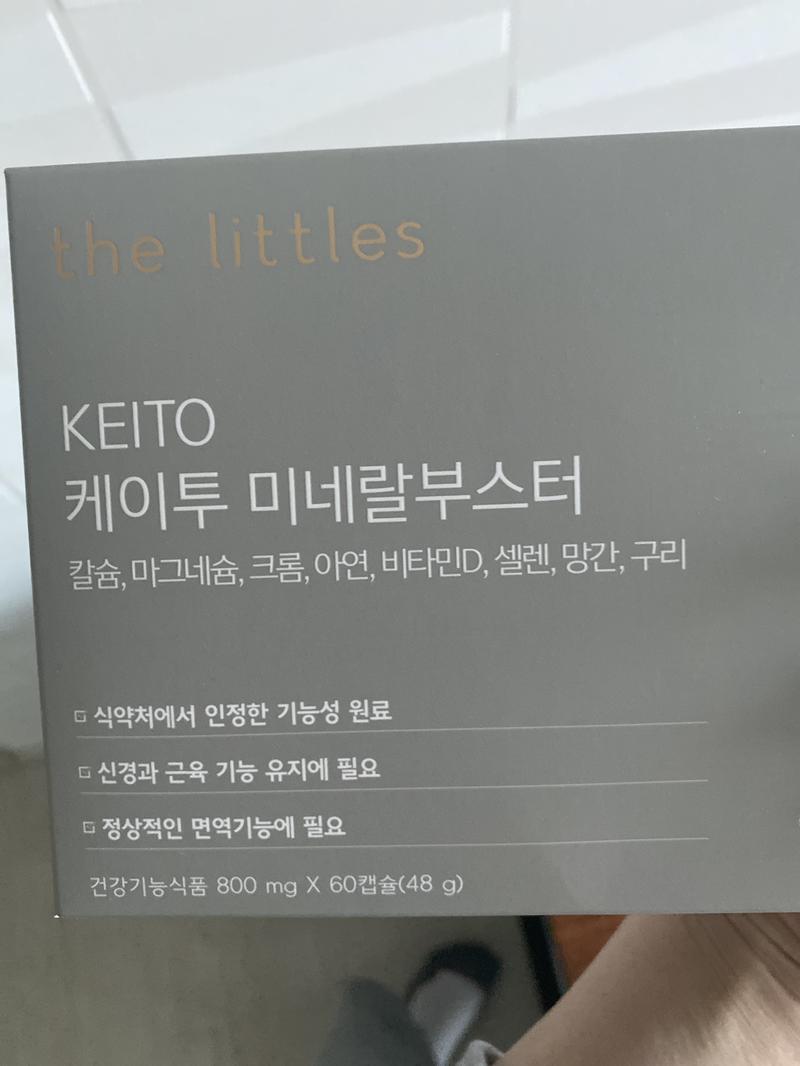 the littles
KEITO
케이투 미네랄부스터
칼슘, 마그네슘, 크롬, 아연, 비타민D, 셀렌, 망간, 구리
식약처에서 인정한 기능성 원료
신경과 근육 기능 유지에 필요
정상적인 면역기능에 필요
건강기능식품 800 mg X 60캡슐(48 g)